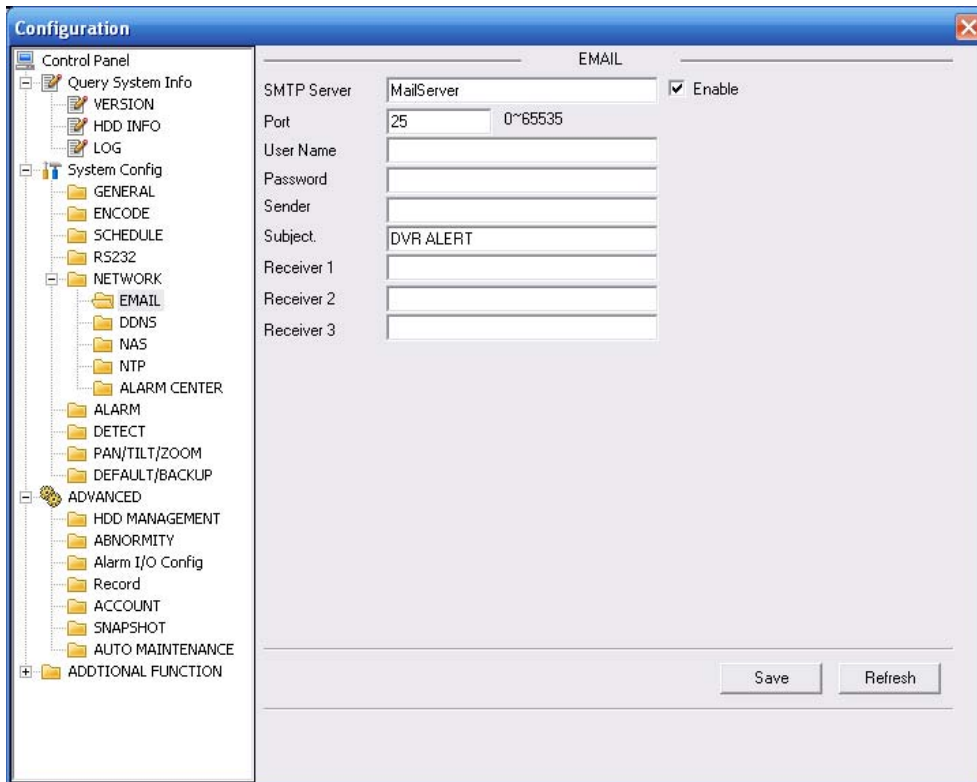 Configuration
Control Panel
Query System Info
VERSION
HDD INFO
LOG
System Config
GENERAL
ENCODE
SCHEDULE
RS232
NETWORK
EMAIL
DDNS
NAS
NTP
ALARM CENTER
ALARM
DETECT
PAN/TILT/ZOOM
DEFAULT/BACKUP
ADVANCED
HDD MANAGEMENT
ABNORMITY
Alarm I/O Config
Record
ACCOUNT
SNAPSHOT
AUTO MAINTENANCE
ADDTIONAL FUNCTION
EMAIL
SMTP Server MailServer Enable
Port 25 0~65535
User Name
Password
Sender
Subject. DVR ALERT
Receiver 1
Receiver 2
Receiver 3
Save Refresh